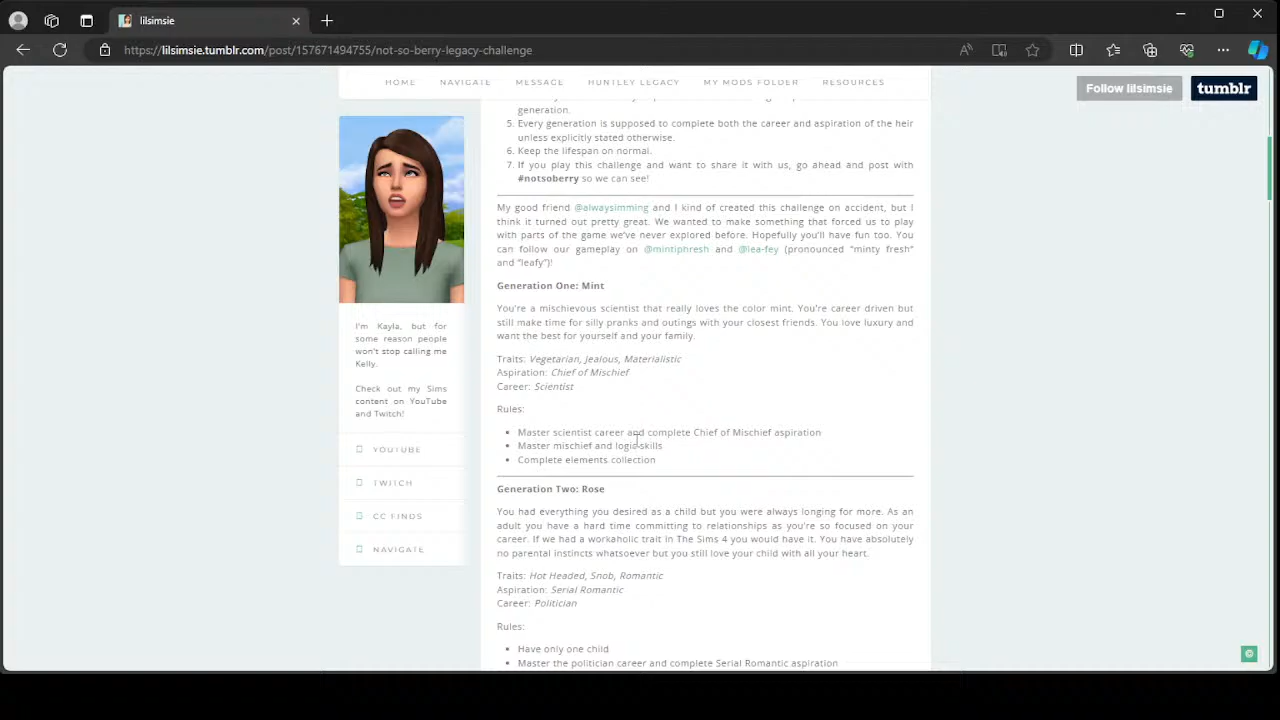 lilsimsie
https://lilsimsie.tumblr.com/post/157671494755/not-so-berry-legacy-challenge
HOME NAVIGATE MESSAGE HUNTLEY LEGACY MY MODS FOLDER RESOURCES
Follow lilsimsie
tumblr
generation.
5. Every generation is supposed to complete both the career and aspiration of the heir
unless explicitly stated otherwise.
6. Keep the lifespan on normal.
7. If you play this challenge and want to share it with us, go ahead and post with
#notsoberry so we can see!
My good friend @alwaysimming and I kind of created this challenge on accident, but I
think it turned out pretty great. We wanted to make something that forced us to play
with parts of the game we've never explored before. Hopefully you'll have fun too. You
can follow our gameplay on @mintiphresh and @lea-fey (pronounced “minty fresh”
and “leafy”)!
Generation One: Mint
You're a mischievous scientist that really loves the color mint. You're career driven but
still make time for silly pranks and outings with your closest friends. You love luxury and
want the best for yourself and your family.
Traits: Vegetarian, Jealous, Materialistic
Aspiration: Chief of Mischief
Career: Scientist
Rules:
• Master scientist career and complete Chief of Mischief aspiration
• Master mischief and logic skills
• Complete elements collection
Generation Two: Rose
You had everything you desired as a child but you were always longing for more. As an
adult you have a hard time committing to relationships as you're so focused on your
career. If we had a workaholic trait in The Sims 4 you would have it. You have absolutely
no parental instincts whatsoever but you still love your child with all your heart.
Traits: Hot Headed, Snob, Romantic
Aspiration: Serial Romantic
Career: Politician
Rules:
• Have only one child
• Master the politician career and complete Serial Romantic aspiration
I'm Kayla, but for
some reason people
won't stop calling me
Kelly.
Check out my Sims
content on YouTube
and Twitch!
YOUTUBE
TWITCH
CC FINDS
NAVIGATE